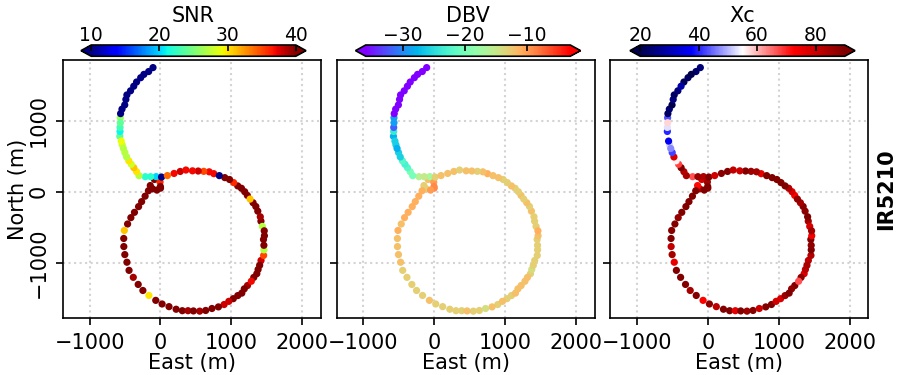 SNR DBV Xc
10 20 30 40 −30 −20 −10 20 40 60 80
1000
0
−1000
North (m)
IR5210
−1000 0 1000 2000 −1000 0 1000 2000 −1000 0 1000 2000
East (m) East (m) East (m)